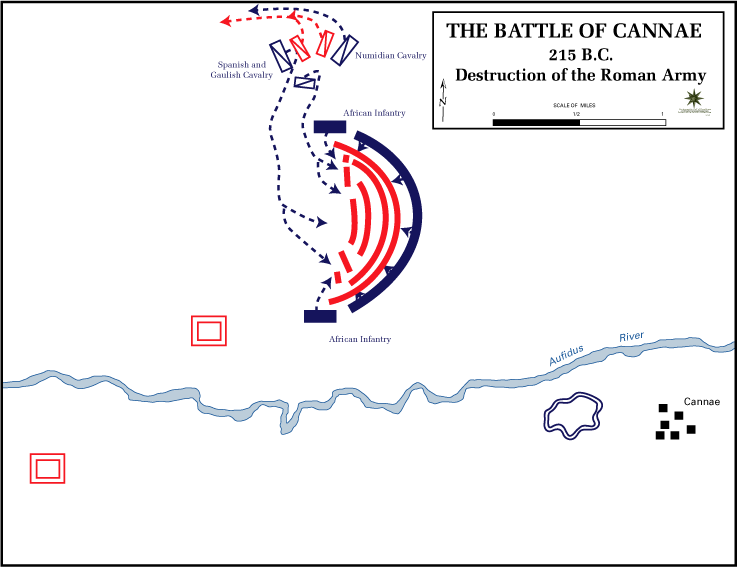 THE BATTLE OF CANNAE
215 B.C.
Destruction of the Roman Army
N
SCALE OF MILES
0 1/2 1
Numidian Cavalry
Spanish and
Gaulish Cavalry
African Infantry
African Infantry
Aufidus River
Cannae